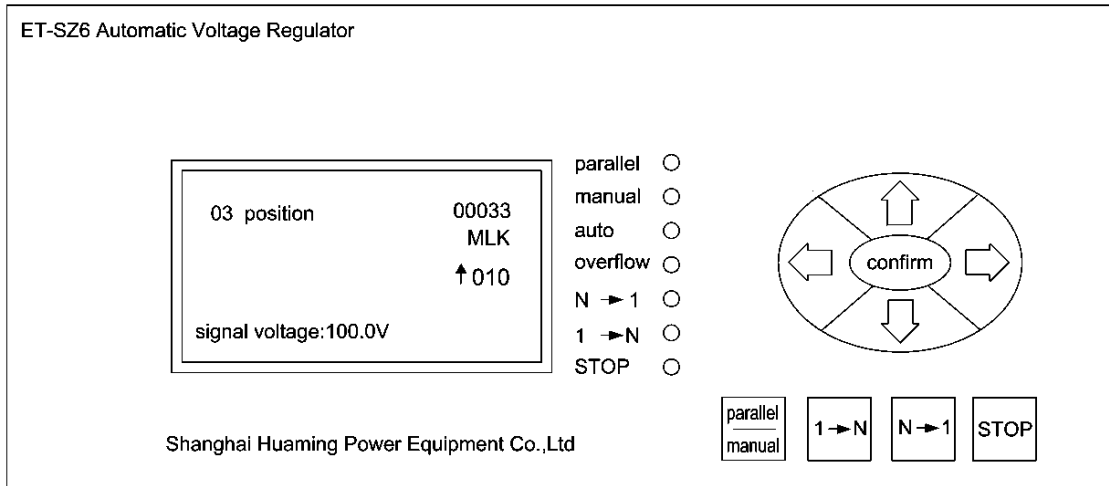 ET-SZ6 Automatic Voltage Regulator
03 position
00033
MLK
↑010
signal voltage:100.0V
parallel
manual
auto
overflow
N → 1
1 → N
STOP
confirm
parallel
manual
1→N
N→1
STOP
Shanghai Huaming Power Equipment Co.,Ltd